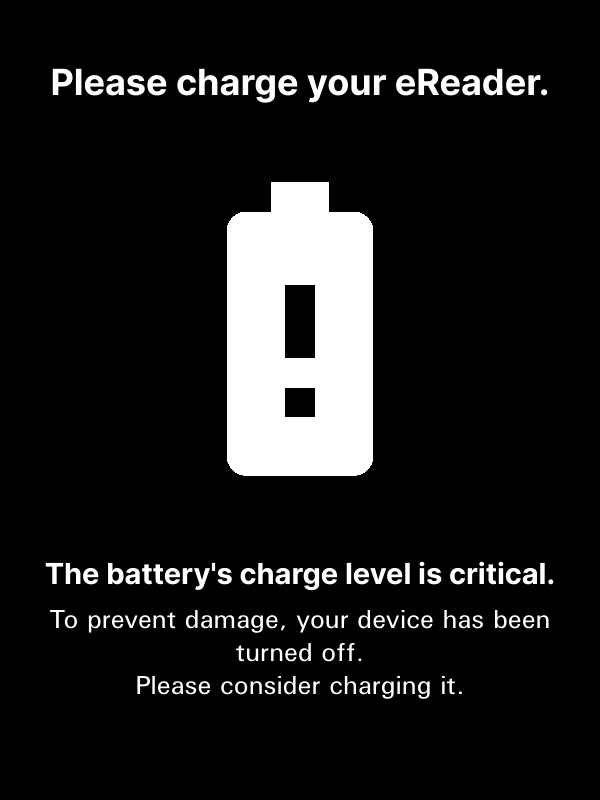 Please charge your eReader.
The battery's charge level is critical.
To prevent damage, your device has been
turned off.
Please consider charging it.